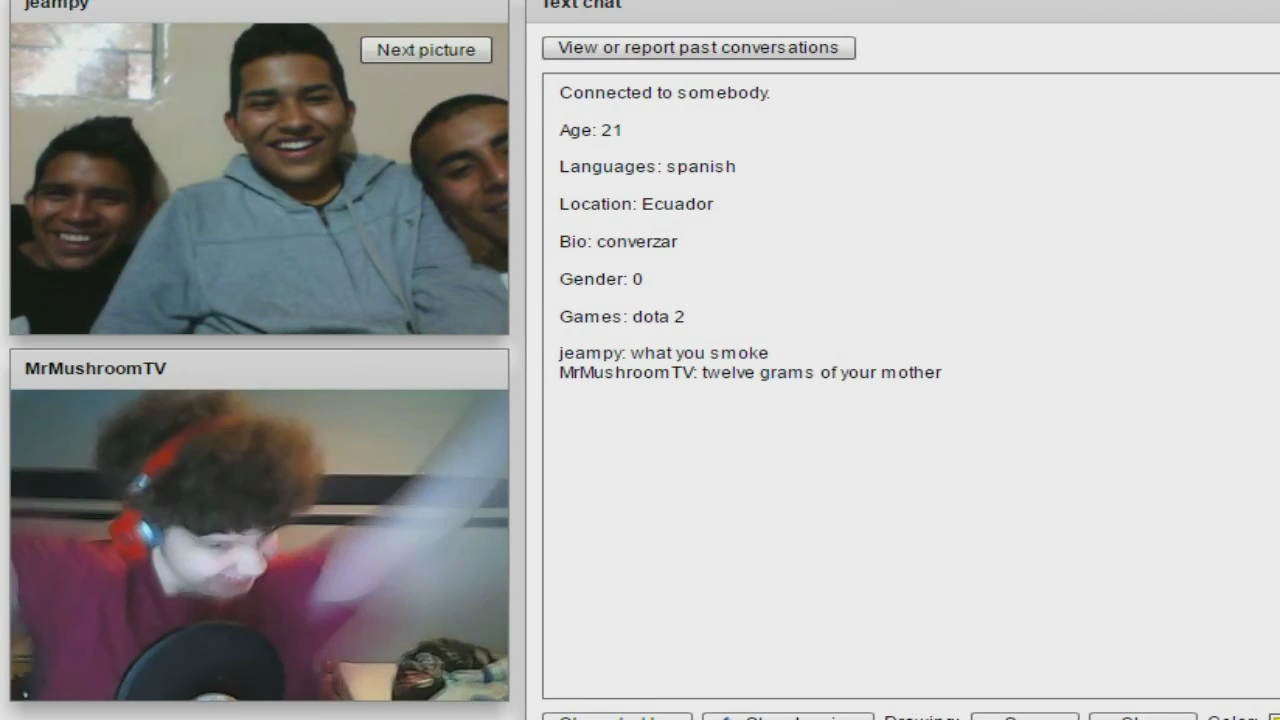 jeampy
Next picture
MrMushroomTV
Text chat
View or report past conversations
Connected to somebody.
Age: 21
Languages: spanish
Location: Ecuador
Bio: converzar
Gender: 0
Games: dota 2
jeampy: what you smoke
MrMushroomTV: twelve grams of your mother
Drawing: